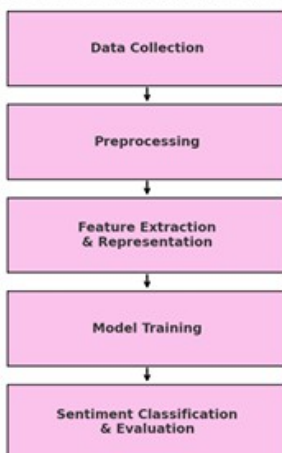 Data Collection
Preprocessing
Feature Extraction
& Representation
Model Training
Sentiment Classification
& Evaluation